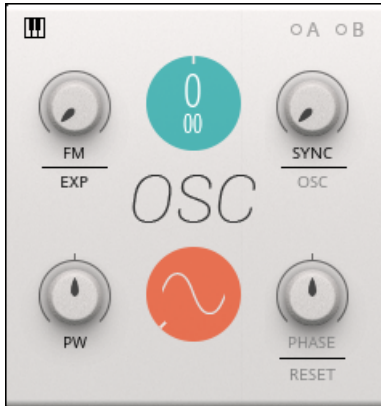 A B
0
00
FM
SYNC
EXP
OSC
OSC
PW
PHASE
RESET